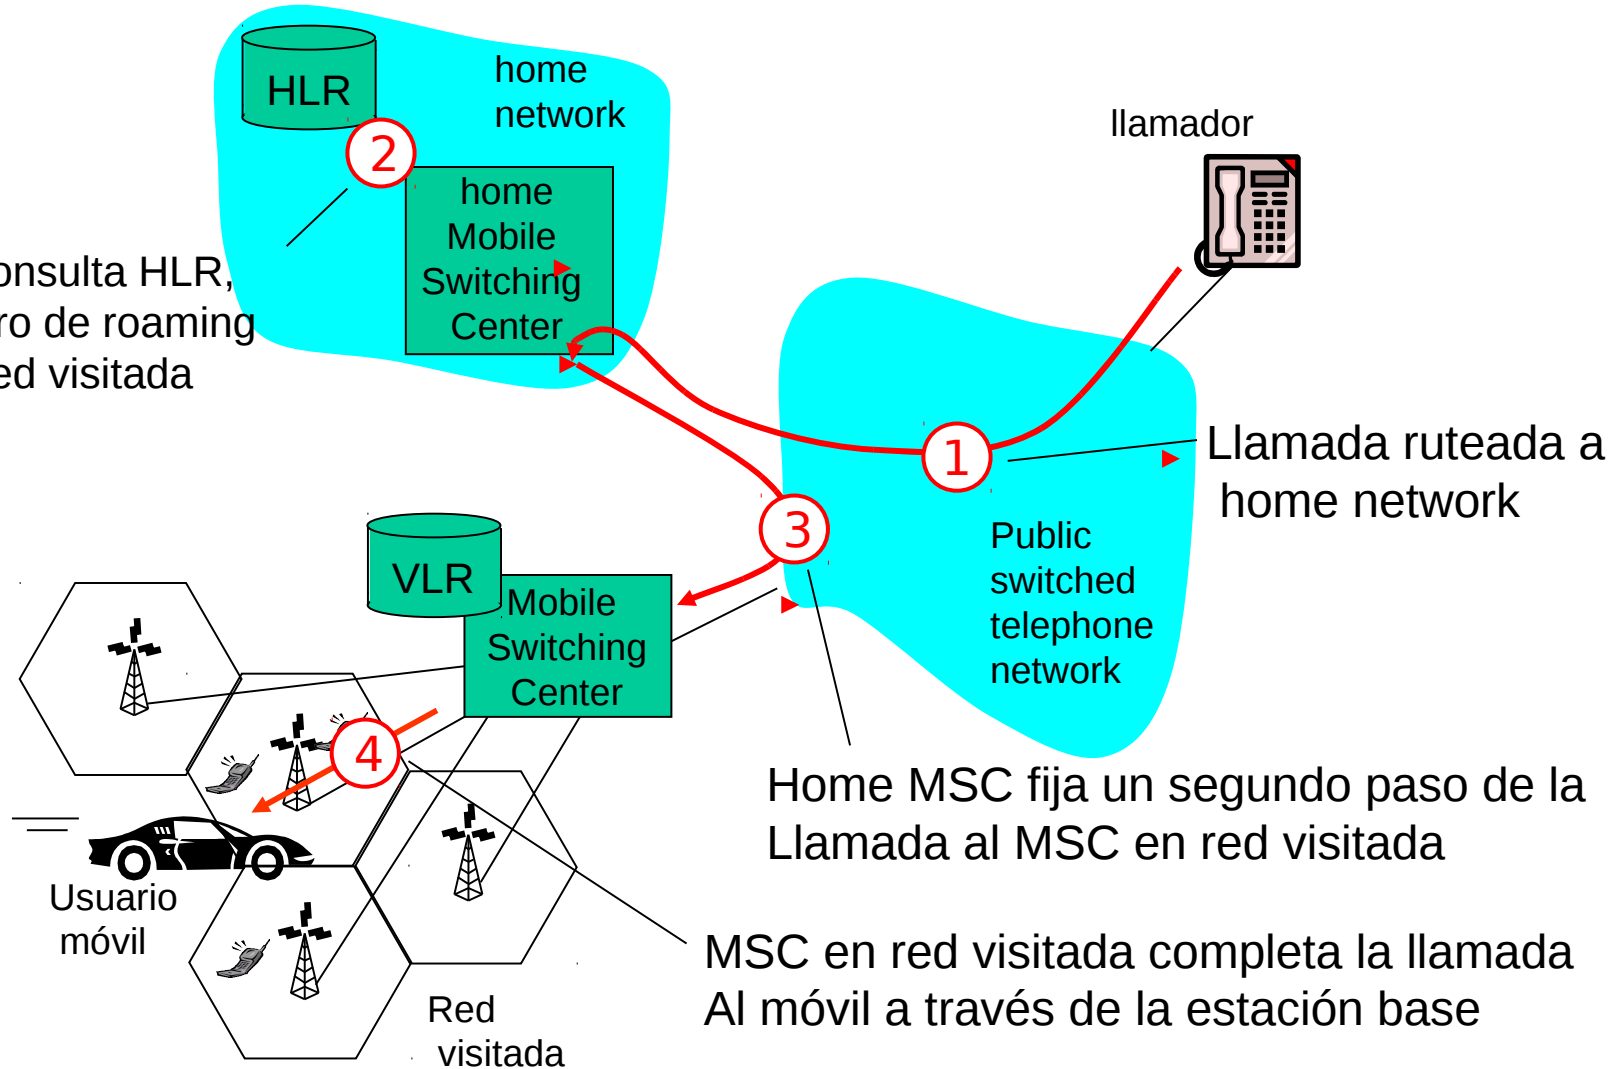 HLR
home
network
2
llamador
home
Mobile
Switching
Center
consulta HLR,
de roaming
visitada
1
Llamada ruteada a
home network
3
Public
switched
telephone
network
VLR
Mobile
Switching
Center
4
Home MSC fija un segundo paso de la
Llamada al MSC en red visitada
Usuario
móvil
MSC en red visitada completa la llamada
Al móvil a través de la estación base
Red
visitada